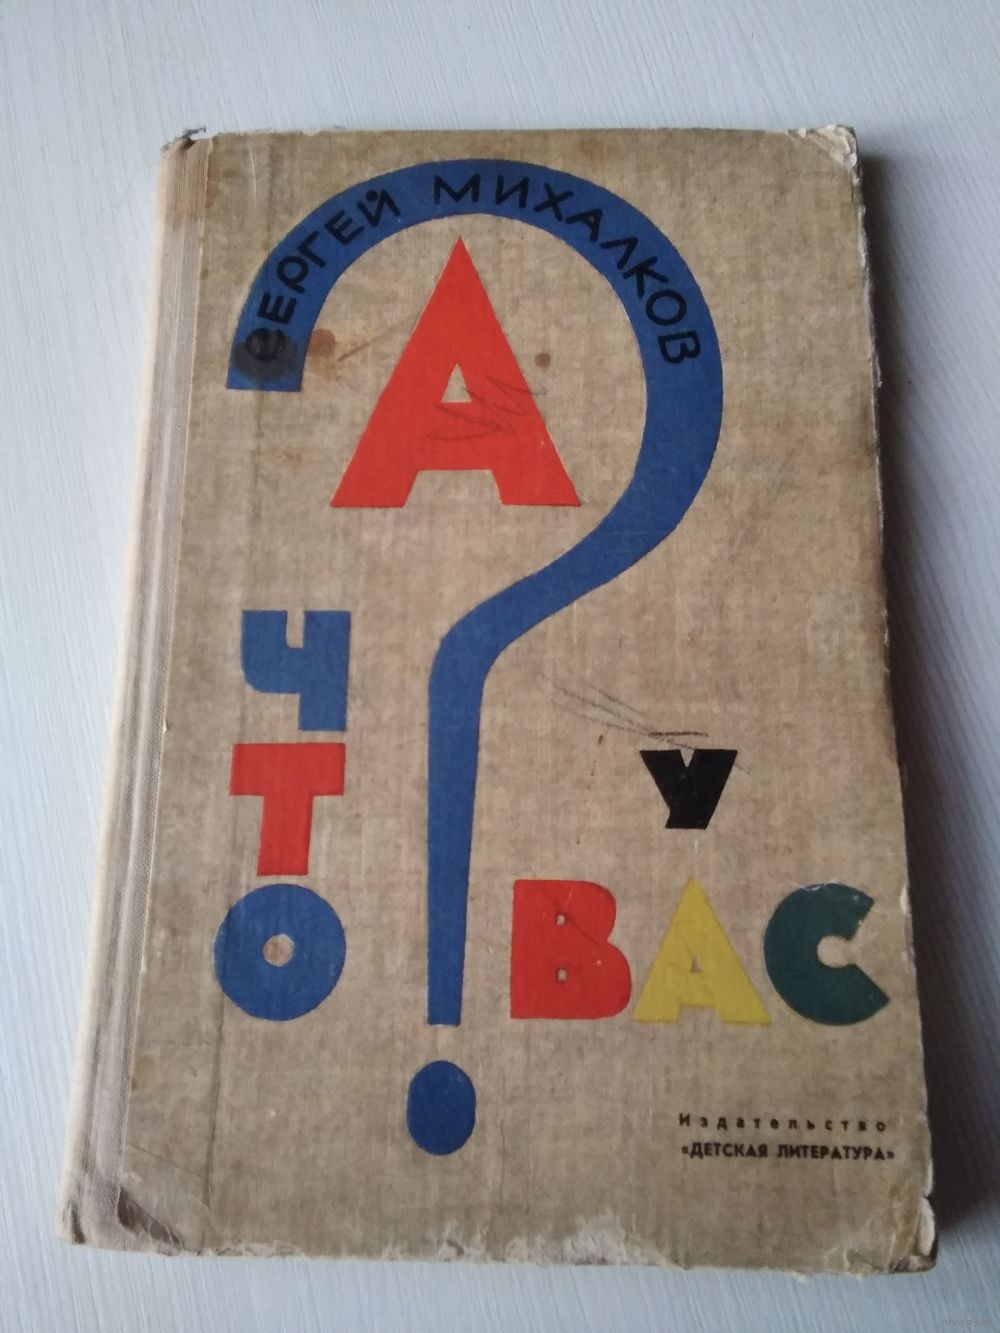 СЕРГЕЙ МИХАЛКОВ
А
ЧТО
У
ВАС
?
Издательство
«ДЕТСКАЯ ЛИТЕРАТУРА»